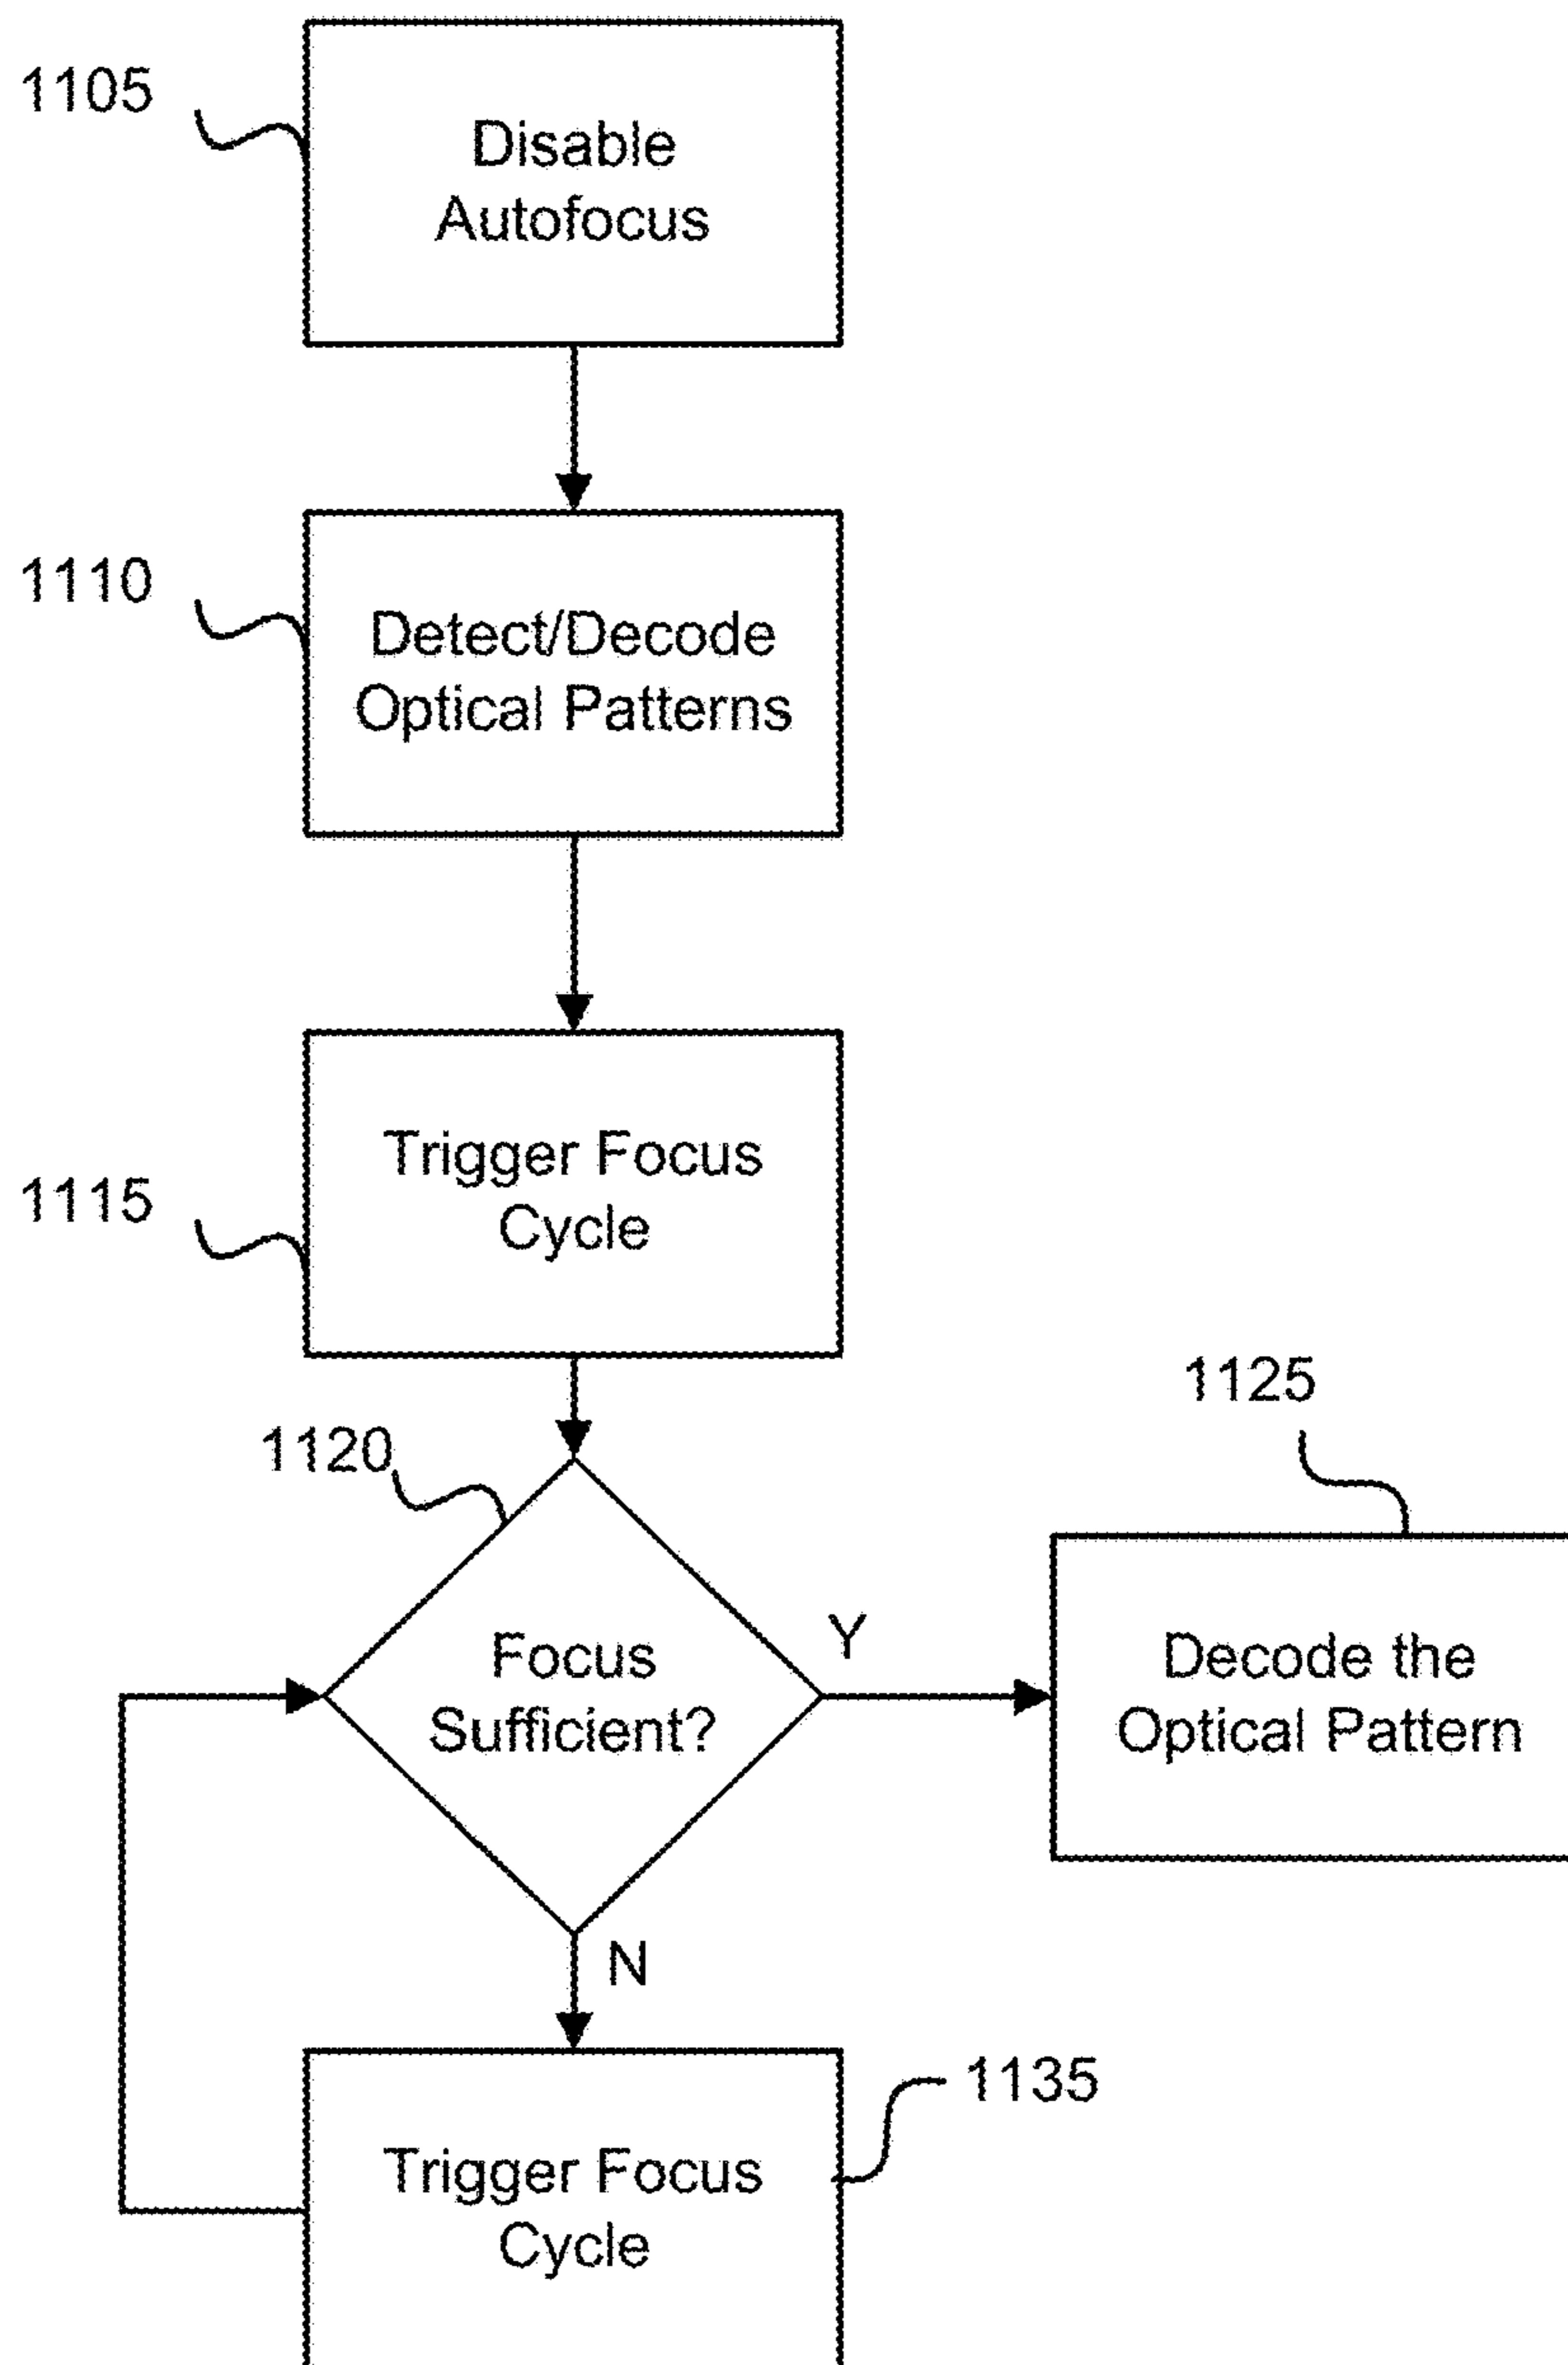 1105
Disable
Autofocus
1110
Detect/Decode
Optical Patterns
Trigger Focus
Cycle
1115
1125
1120
Y
Focus
Sufficient?
Decode the
Optical Pattern
N
1135
Trigger Focus
Cycle